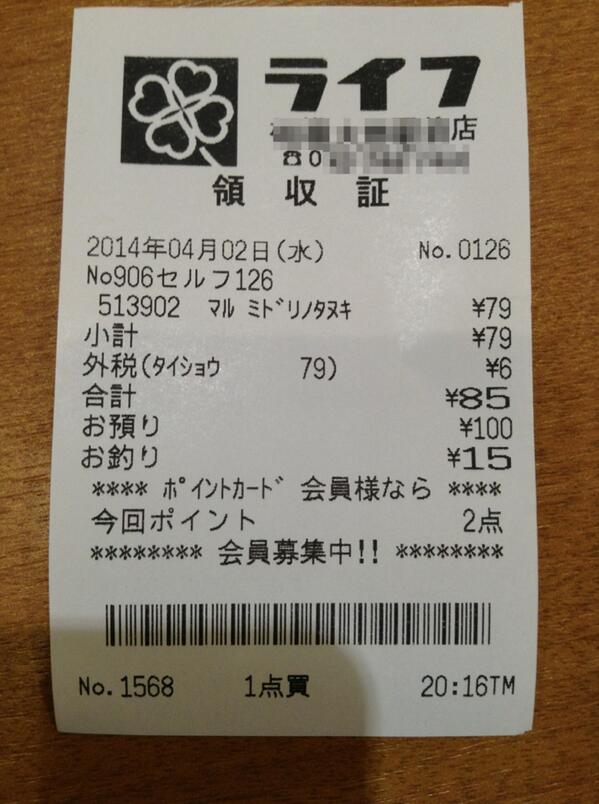 ライフ
店
80
領収証
2014年04月02日(水) No.0126
No906セルフ126
513902 マル ミドリノタヌキ ¥79
小計 ¥79
外税(タイショウ 79) ¥6
合計 ¥85
お預り ¥100
お釣り ¥15
**** ポイントカード 会員様なら ****
今回ポイント 2点
******** 会員募集中!! ********
No.1568 1点買 20:16TM